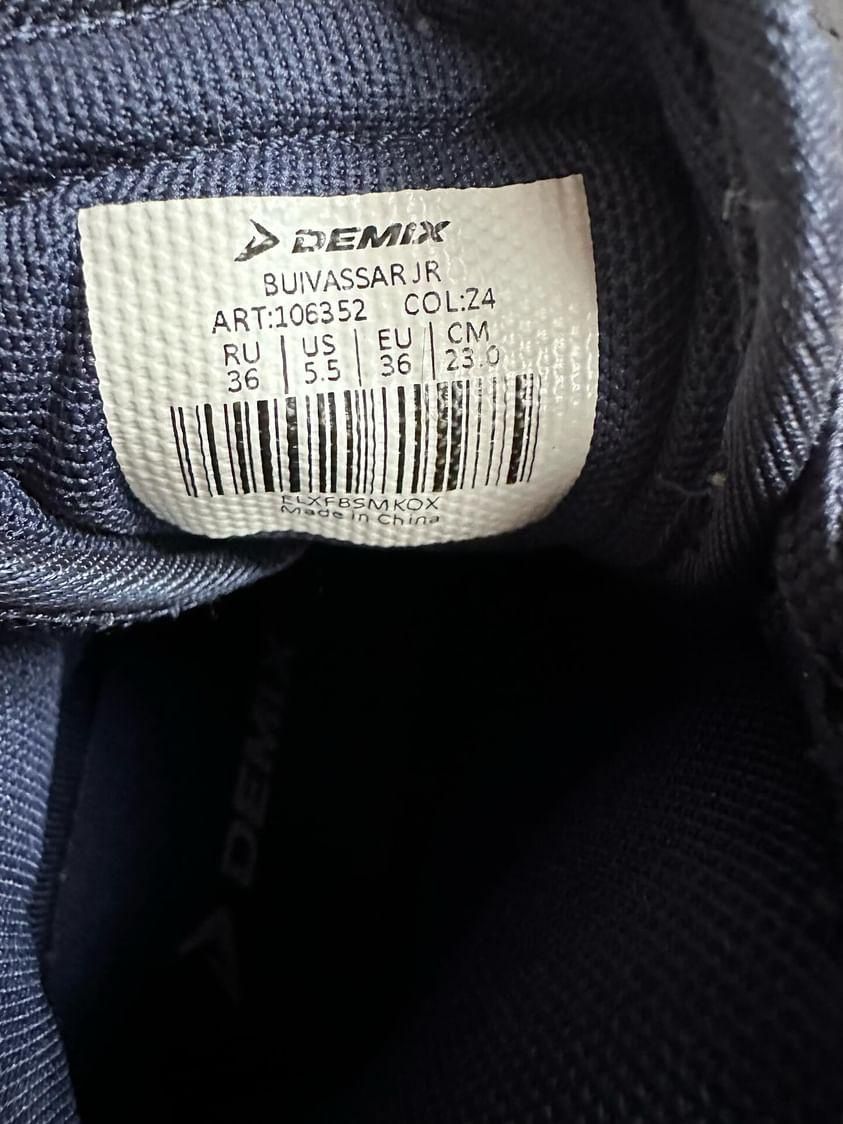 DEMIX
BUIVASSAR JR
ART:106352 COL:Z4
RU | US | EU | CM
36 | 5.5 | 36 | 23.0
ELXFBSMKOX
Made in China
DEMIX